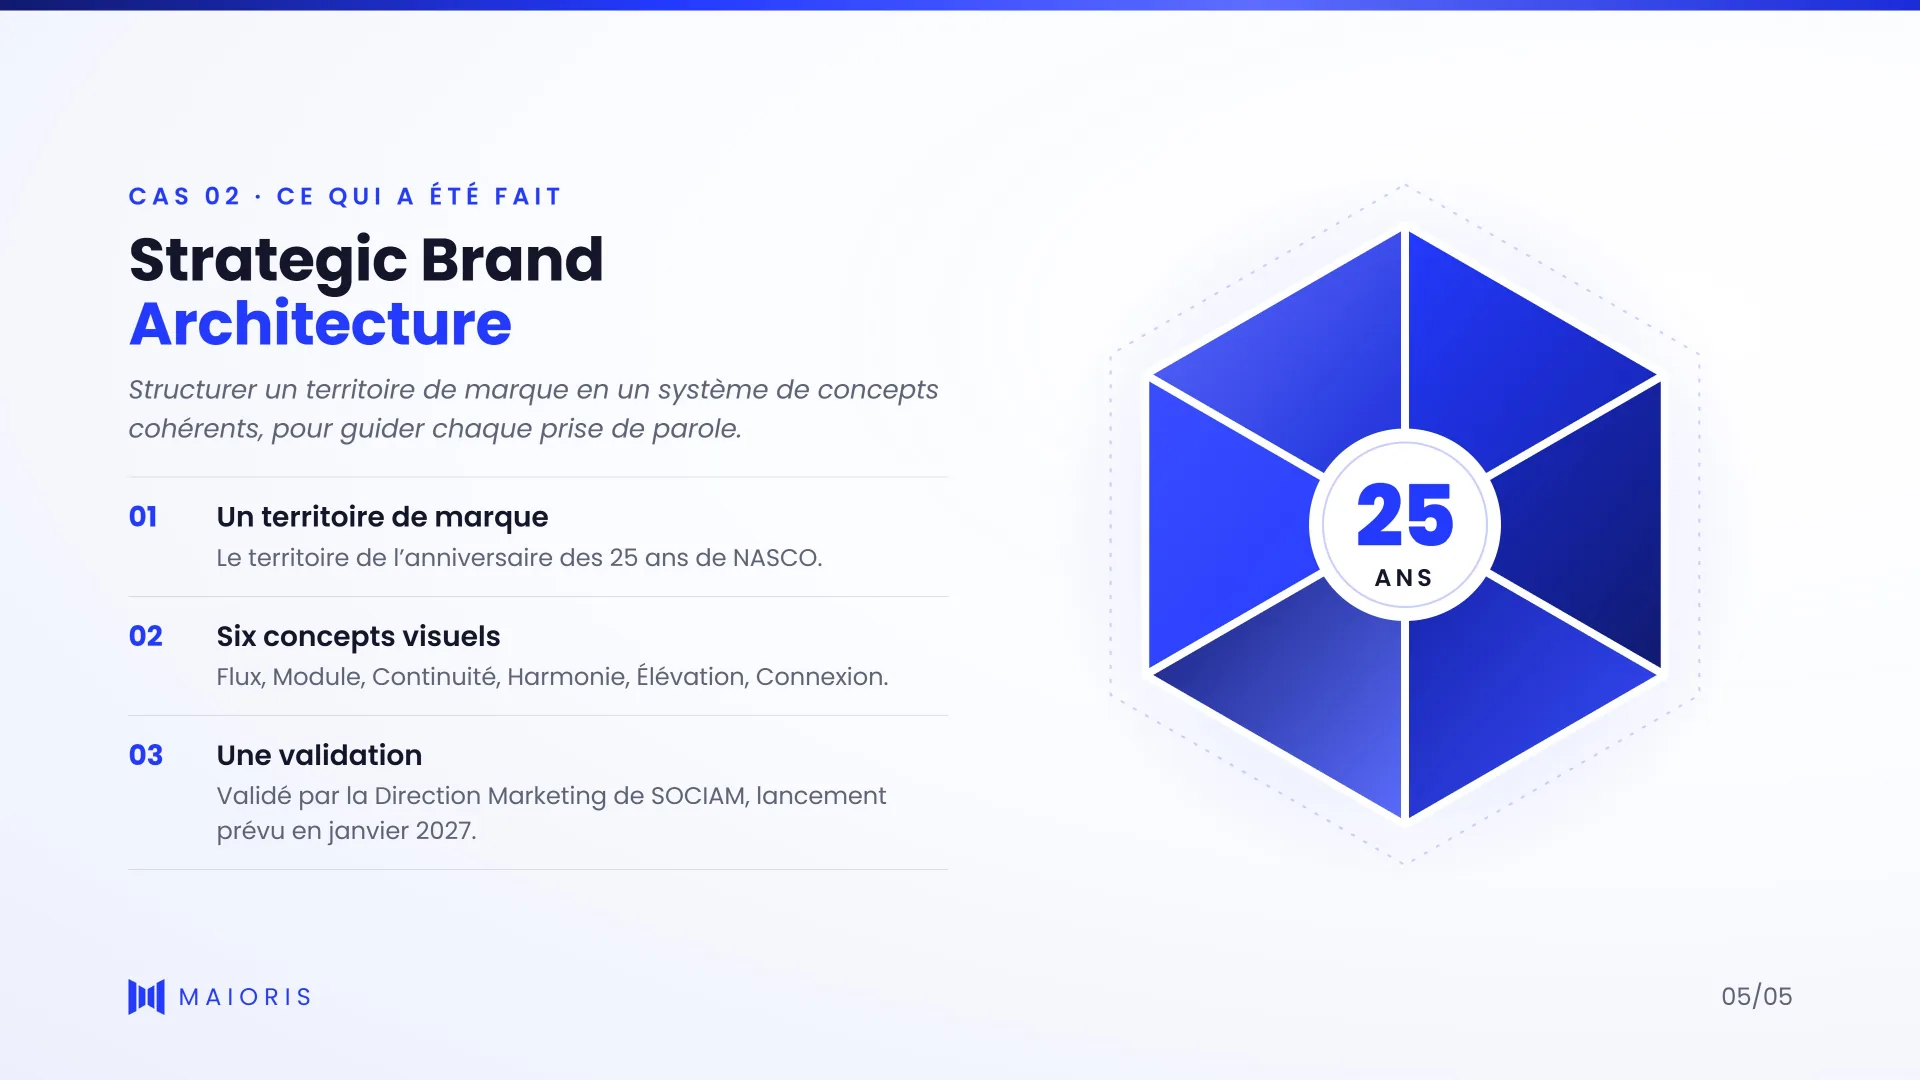 CAS 02 · CE QUI A ÉTÉ FAIT
Strategic Brand
Architecture
Structurer un territoire de marque en un système de concepts
cohérents, pour guider chaque prise de parole.
01 Un territoire de marque
Le territoire de l’anniversaire des 25 ans de NASCO.
02 Six concepts visuels
Flux, Module, Continuité, Harmonie, Élévation, Connexion.
03 Une validation
Validé par la Direction Marketing de SOCIAM, lancement
prévu en janvier 2027.
25
ANS
MAIORIS
05/05